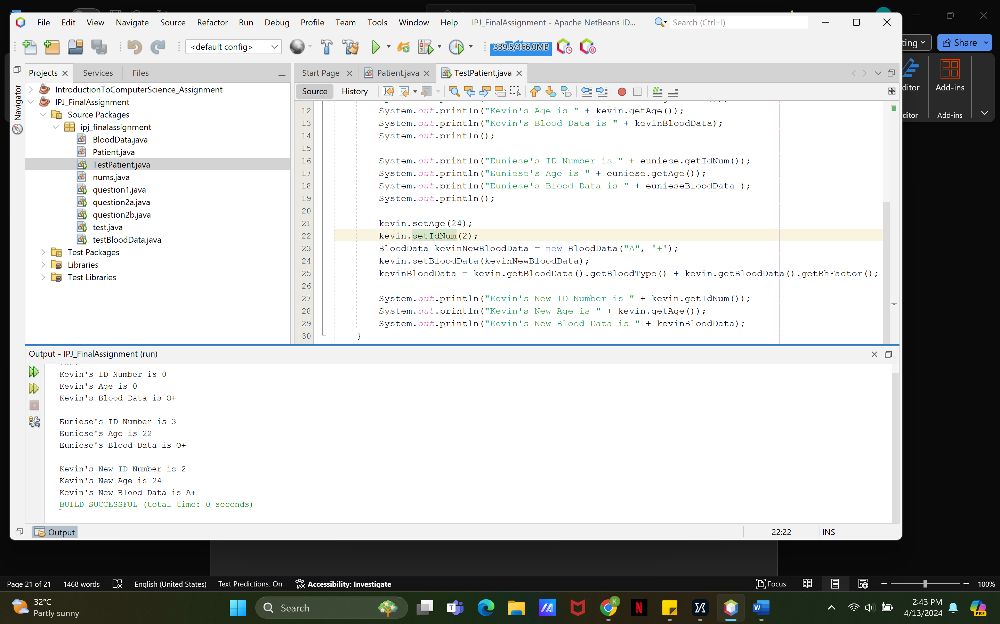 File Edit View Navigate Source Refactor Run Debug Profile Team Tools Window Help IPJ_FinalAssignment - Apache NetBeans ID... Search (Ctrl+I)
<default config> 339.5/466.0MB
ting Share
Projects Services Files
Start Page Patient.java TestPatient.java
Source History
Navigator
IntroductionToComputerScience_Assignment
IPJ_FinalAssignment
Source Packages
ipj_finalassignment
BloodData.java
Patient.java
TestPatient.java
nums.java
question1.java
question2a.java
question2b.java
test.java
testBloodData.java
Test Packages
Libraries
Test Libraries
12 System.out.println("Kevin's Age is " + kevin.getAge());
13 System.out.println("Kevin's Blood Data is " + kevinBloodData);
14 System.out.println();
15
16 System.out.println("Euniese's ID Number is " + euniese.getIdNum());
17 System.out.println("Euniese's Age is " + euniese.getAge());
18 System.out.println("Euniese's Blood Data is " + eunieseBloodData );
19 System.out.println();
20
21 kevin.setAge(24);
22 kevin.setIdNum(2);
23 BloodData kevinNewBloodData = new BloodData("A", '+');
24 kevin.setBloodData(kevinNewBloodData);
25 kevinBloodData = kevin.getBloodData().getBloodType() + kevin.getBloodData().getRhFactor();
26
27 System.out.println("Kevin's New ID Number is " + kevin.getIdNum());
28 System.out.println("Kevin's New Age is " + kevin.getAge());
29 System.out.println("Kevin's New Blood Data is " + kevinBloodData);
30 }
ditor Add-ins
ditor Add-ins
Output - IPJ_FinalAssignment (run)
Kevin's ID Number is 0
Kevin's Age is 0
Kevin's Blood Data is O+
Euniese's ID Number is 3
Euniese's Age is 22
Euniese's Blood Data is O+
Kevin's New ID Number is 2
Kevin's New Age is 24
Kevin's New Blood Data is A+
BUILD SUCCESSFUL (total time: 0 seconds)
Output 22:22 INS
Page 21 of 21 1468 words English (United States) Text Predictions: On Accessibility: Investigate Focus 100%
32°C
Partly sunny
Search
2:43 PM
4/13/2024
PRE